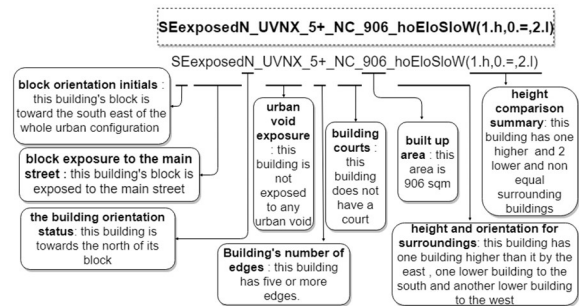 SEexposedN_UVNX_5+_NC_906_hoEloSloW(1.h,0.=,2.l)
SEexposedN_UVNX_5+_NC_906_hoEloSloW(1.h,0.=,2.l)
block orientation initials :
this building's block is
toward the south east of the
whole urban configuration
block exposure to the main
street : this building's block is
exposed to the main street
the building orientation
status: this building is
towards the north of its
block
urban
void
exposure
: this
building is
not
exposed
to any
urban void
Building's number of
edges : this building
has five or more
edges.
building
courts :
this
building
does not
have a
court
built up
area : this
area is
906 sqm
height
comparison
summary: this
building has one
higher and 2
lower and non
equal
surrounding
buildings
height and orientation for
surroundings: this building has
one building higher than it by the
east , one lower building to the
south and another lower building
to the west